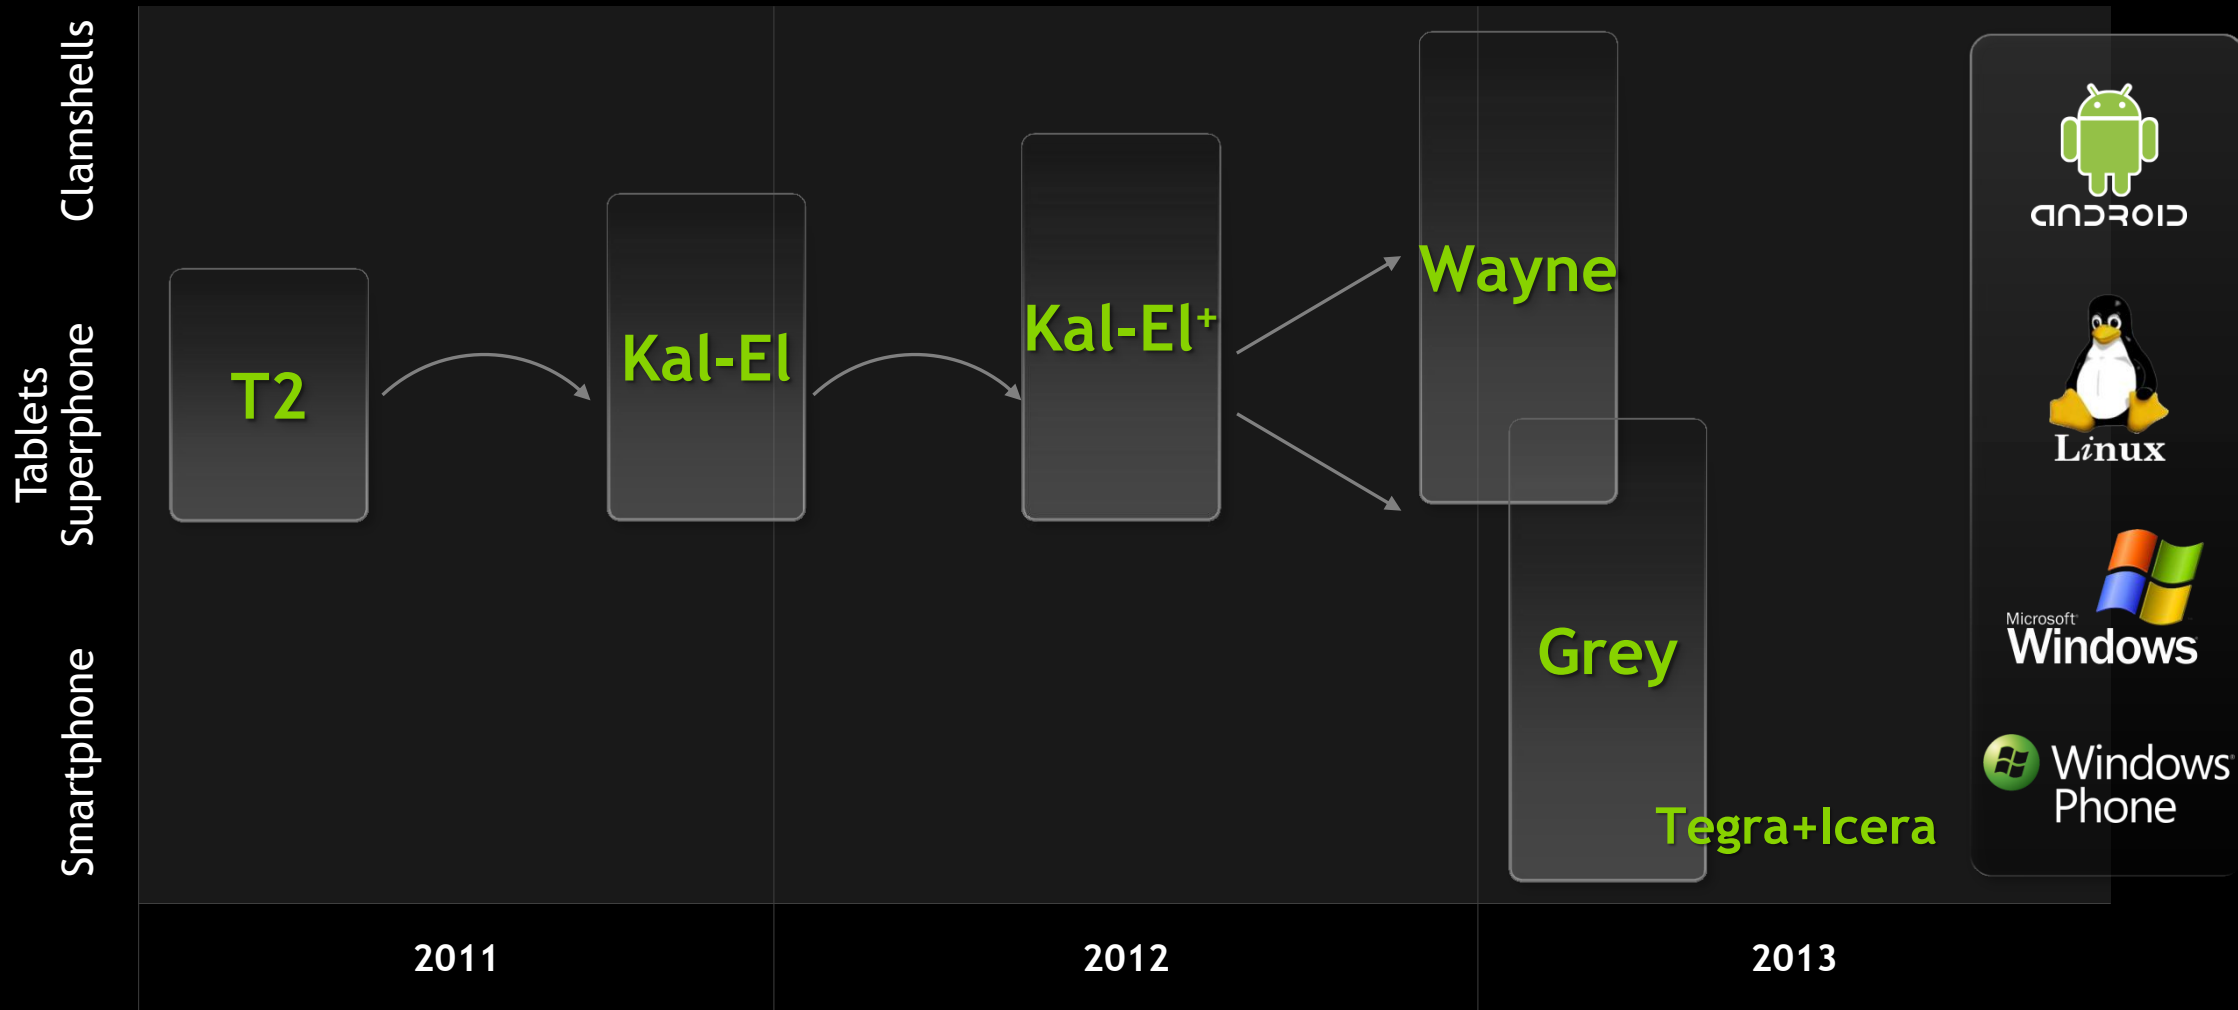 Clamshells
Tablets
Superphone
Smartphone
T2
Kal-El
Kal-El+
Wayne
Grey
Tegra+Icera
ANDROID
Linux
Microsoft
Windows
Windows
Phone
2011
2012
2013